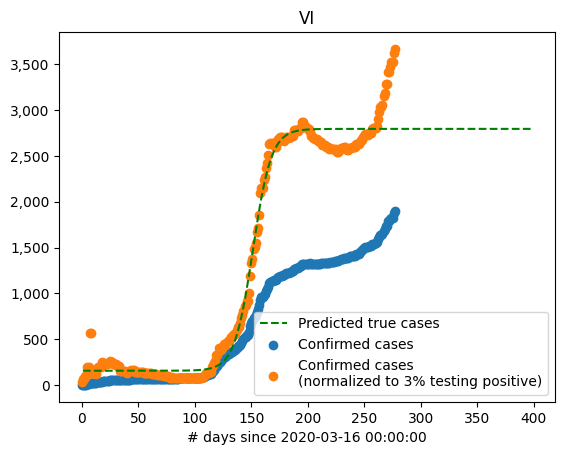 VI
3,500
3,000
2,500
2,000
1,500
1,000
500
0
Predicted true cases
Confirmed cases
Confirmed cases
(normalized to 3% testing positive)
0 50 100 150 200 250 300 350 400
# days since 2020-03-16 00:00:00